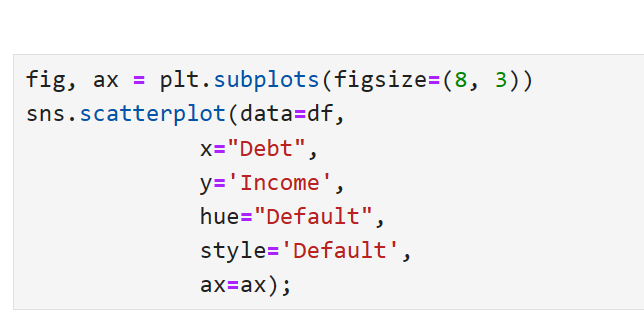 fig, ax = plt.subplots(figsize=(8, 3))
sns.scatterplot(data=df,
                x="Debt",
                y='Income',
                hue="Default",
                style='Default',
                ax=ax);